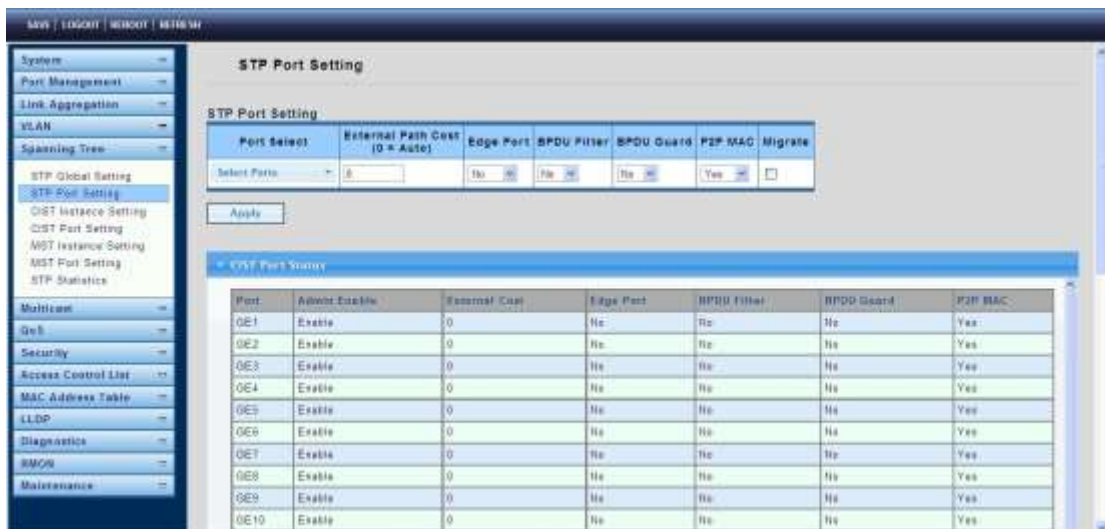 SAVE | LOGOUT | REBOOT | REFRESH
System
Port Management
Link Aggregation
VLAN
Spanning Tree
STP Global Setting
STP Port Setting
CIST Instance Setting
CIST Port Setting
MST Instance Setting
MST Port Setting
STP Statistics
Multicast
QoS
Security
Access Control List
MAC Address Table
LLDP
Diagnostics
RMON
Maintenance
STP Port Setting
STP Port Setting
Port Select External Path Cost (0 = Auto) Edge Port BPDU Filter BPDU Guard P2P MAC Migrate
Select Ports 0 No No No Yes
Apply
CIST Port Status
Port Admin Enable External Cost Edge Port BPDU Filter BPDU Guard P2P MAC
GE1 Enable 0 No No No Yes
GE2 Enable 0 No No No Yes
GE3 Enable 0 No No No Yes
GE4 Enable 0 No No No Yes
GE5 Enable 0 No No No Yes
GE6 Enable 0 No No No Yes
GE7 Enable 0 No No No Yes
GE8 Enable 0 No No No Yes
GE9 Enable 0 No No No Yes
GE10 Enable 0 No No No Yes